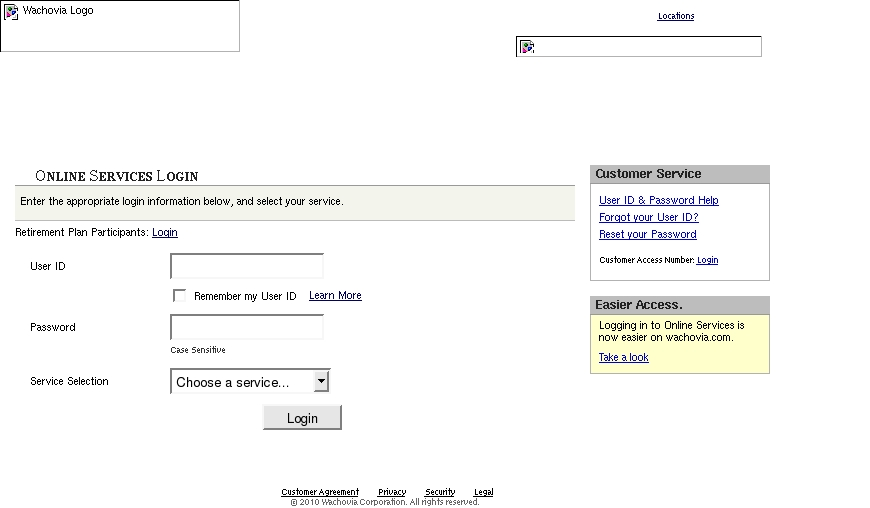 Wachovia Logo
Locations
ONLINE SERVICES LOGIN
Enter the appropriate login information below, and select your service.
Retirement Plan Participants: Login
User ID
Remember my User ID Learn More
Password
Case Sensitive
Service Selection Choose a service...
Login
Customer Service
User ID & Password Help
Forgot your User ID?
Reset your Password
Customer Access Number: Login
Easier Access.
Logging in to Online Services is
now easier on wachovia.com.
Take a look
Customer Agreement Privacy Security Legal
© 2010 Wachovia Corporation. All rights reserved.